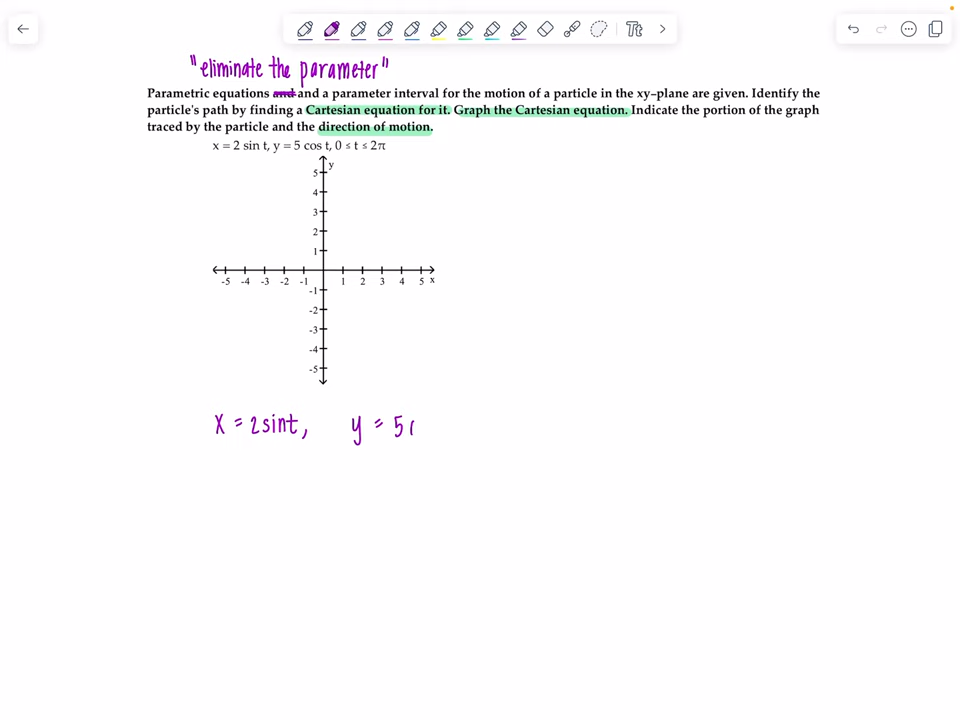 Tt
"eliminate the parameter"
Parametric equations and and a parameter interval for the motion of a particle in the xy–plane are given. Identify the
particle's path by finding a Cartesian equation for it. Graph the Cartesian equation. Indicate the portion of the graph
traced by the particle and the direction of motion.
x = 2 sin t, y = 5 cos t, 0 ≤ t ≤ 2π
y
5
4
3
2
1
-5 -4 -3 -2 -1 1 2 3 4 5 x
-1
-2
-3
-4
-5
x = 2sint, y = 5c